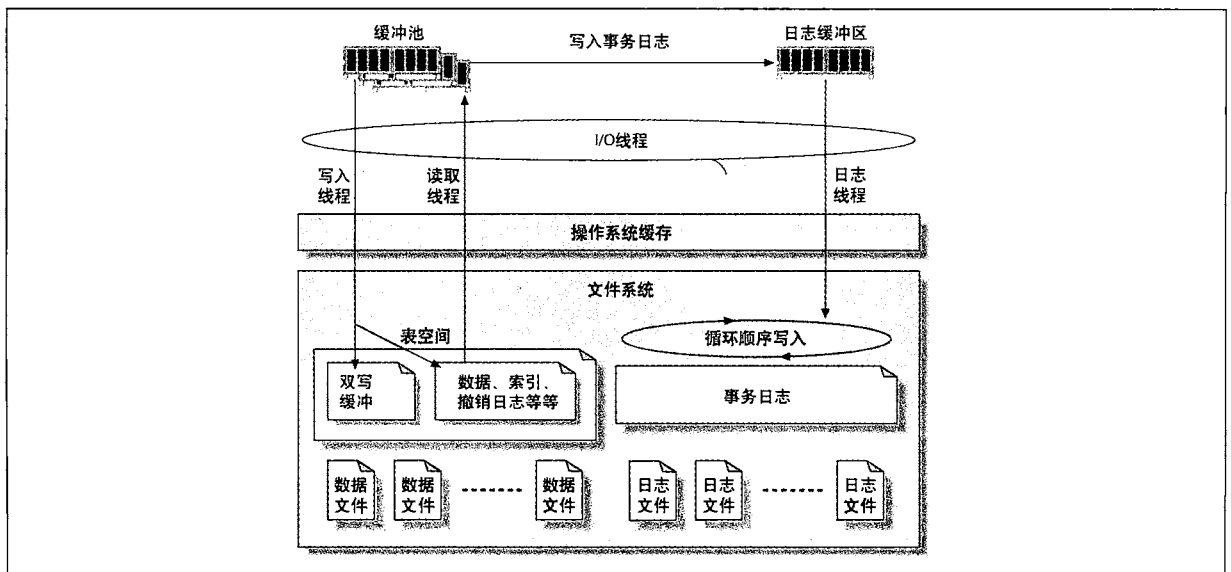 缓冲池
写入事务日志
日志缓冲区
I/O线程
写入
线程
读取
线程
日志
线程
操作系统缓存
文件系统
表空间
循环顺序写入
双写
缓冲
数据、索引、
撤销日志等等
事务日志
数据
文件
数据
文件
数据
文件
日志
文件
日志
文件
日志
文件